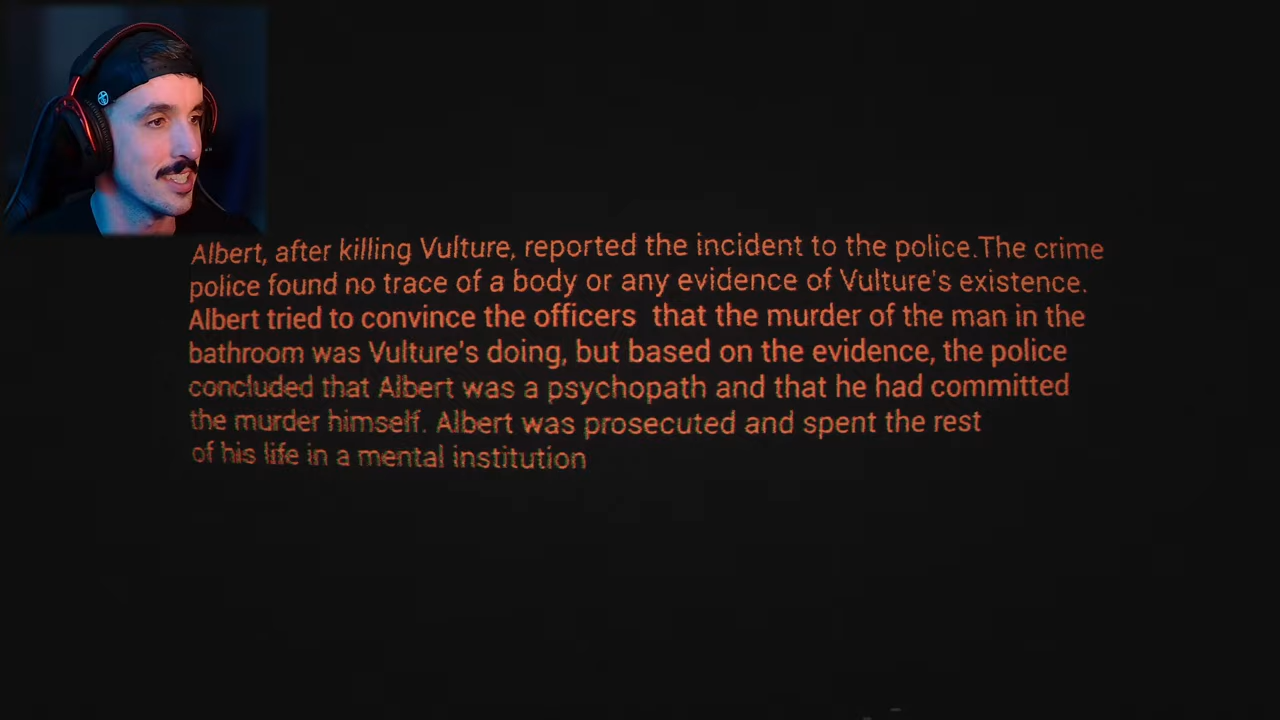 Albert, after killing Vulture, reported the incident to the police.The crime
police found no trace of a body or any evidence of Vulture's existence.
Albert tried to convince the officers  that the murder of the man in the
bathroom was Vulture's doing, but based on the evidence, the police
concluded that Albert was a psychopath and that he had committed
the murder himself. Albert was prosecuted and spent the rest
of his life in a mental institution